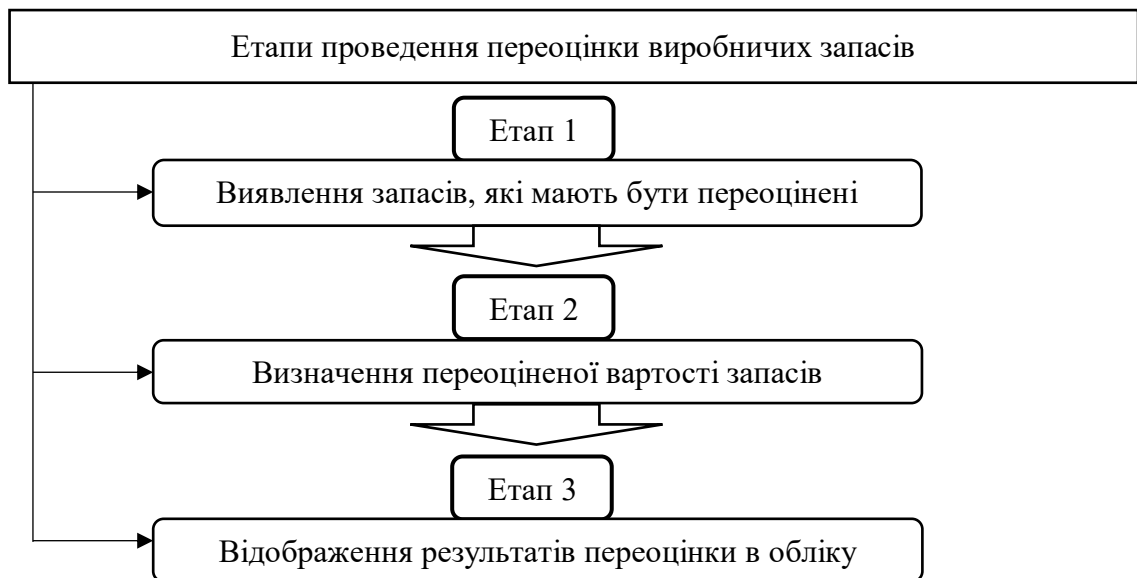 Етапи проведення переоцінки виробничих запасів
Етап 1
Виявлення запасів, які мають бути переоцінені
Етап 2
Визначення переоціненої вартості запасів
Етап 3
Відображення результатів переоцінки в обліку